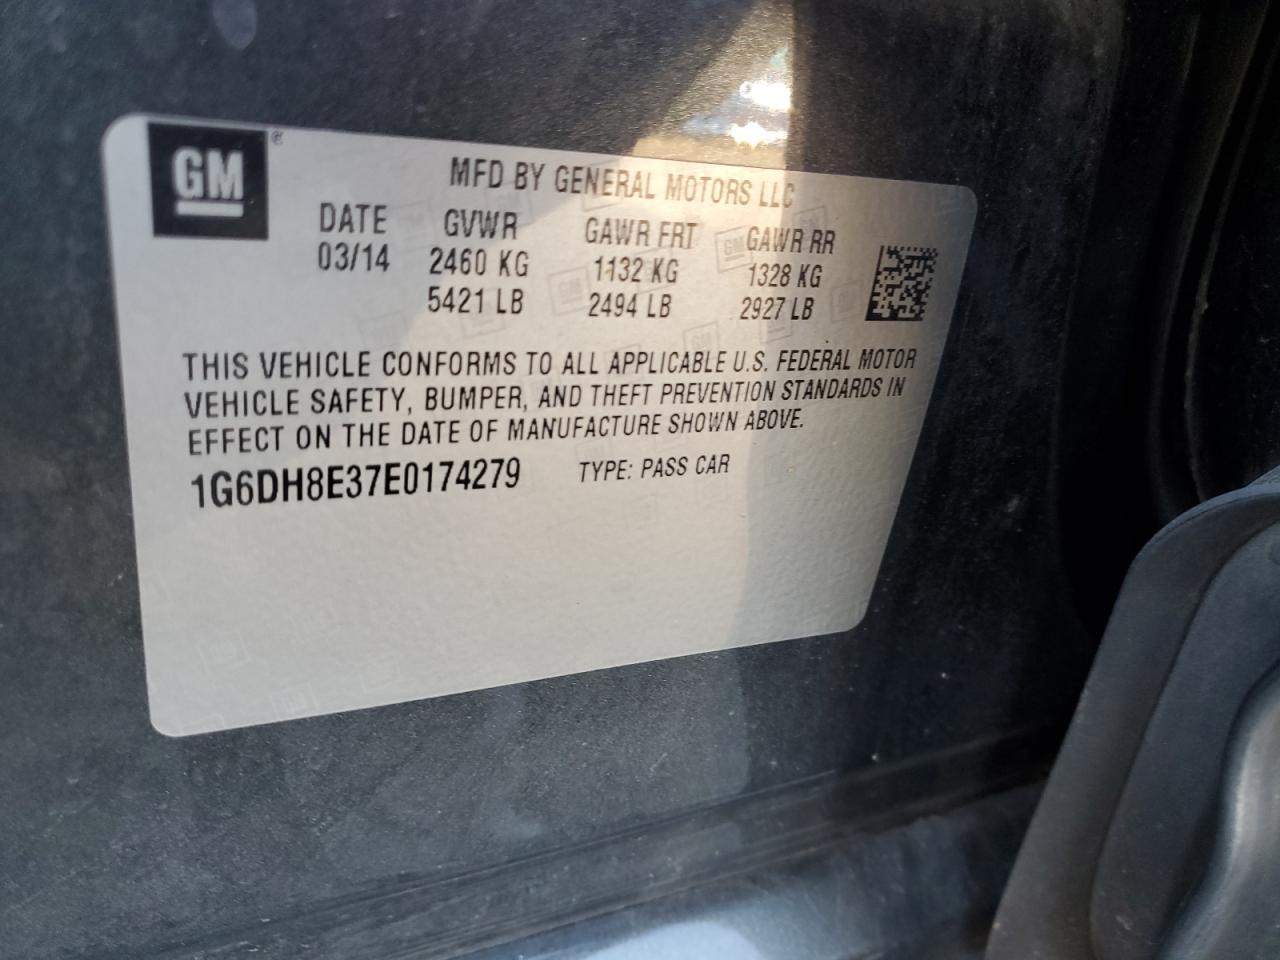 GM
MFD BY GENERAL MOTORS LLC
DATE GVWR GAWR FRT GAWR RR
03/14 2460 KG 1132 KG 1328 KG
5421 LB 2494 LB 2927 LB
THIS VEHICLE CONFORMS TO ALL APPLICABLE U.S. FEDERAL MOTOR
VEHICLE SAFETY, BUMPER, AND THEFT PREVENTION STANDARDS IN
EFFECT ON THE DATE OF MANUFACTURE SHOWN ABOVE.
1G6DH8E37E0174279 TYPE: PASS CAR